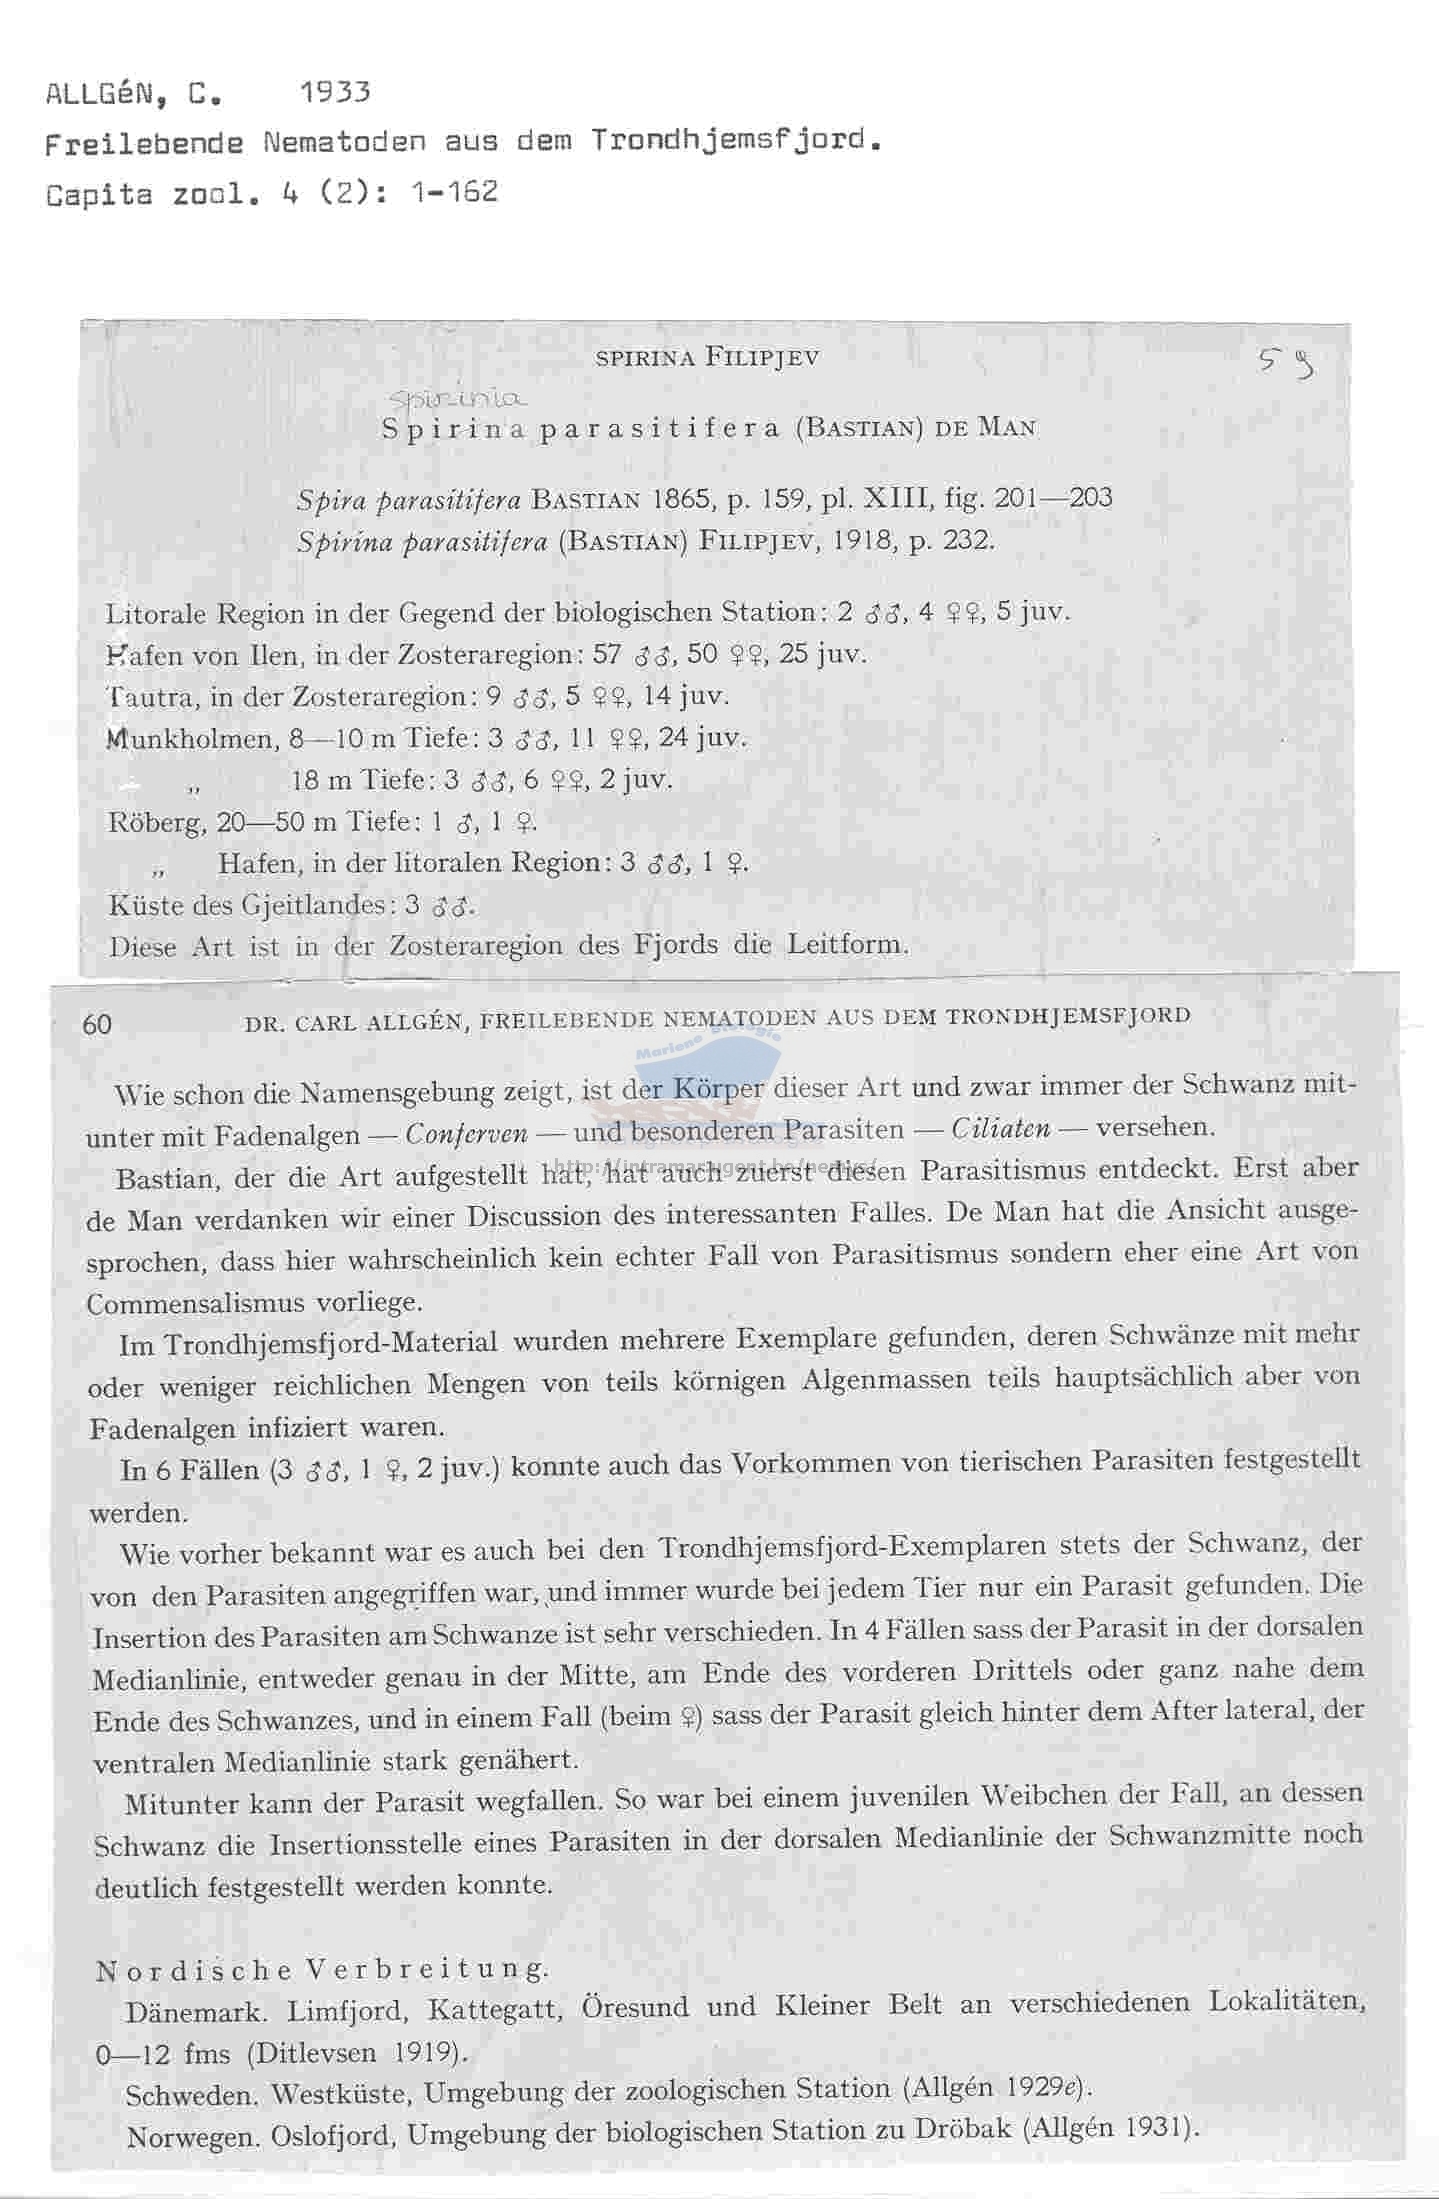 ALLGéN, C. 1933
Freilebende Nematoden aus dem Trondhjemsfjord.
Capita zool. 4 (2): 1-162
SPIRINA FILIPJEV
59
spirinia
Spirina parasitifera (BASTIAN) DE MAN
Spira parasitifera BASTIAN 1865, p. 159, pl. XIII, fig. 201—203
Spirina parasitifera (BASTIAN) FILIPJEV, 1918, p. 232.
Litorale Region in der Gegend der biologischen Station: 2 ♂♂, 4 ♀♀, 5 juv.
Hafen von Ilen, in der Zosteraregion: 57 ♂♂, 50 ♀♀, 25 juv.
Tautra, in der Zosteraregion: 9 ♂♂, 5 ♀♀, 14 juv.
Munkholmen, 8—10 m Tiefe: 3 ♂♂, 11 ♀♀, 24 juv.
„ 18 m Tiefe: 3 ♂♂, 6 ♀♀, 2 juv.
Röberg, 20—50 m Tiefe: 1 ♂, 1 ♀.
„ Hafen, in der litoralen Region: 3 ♂♂, 1 ♀.
Küste des Gjeitlandes: 3 ♂♂.
Diese Art ist in der Zosteraregion des Fjords die Leitform.
60 DR. CARL ALLGÉN, FREILEBENDE NEMATODEN AUS DEM TRONDHJEMSFJORD
Mariene Biologie
Wie schon die Namensgebung zeigt, ist der Körper dieser Art und zwar immer der Schwanz mit-
unter mit Fadenalgen — Conferven — und besonderen Parasiten — Ciliaten — versehen.
http://intramar.ugent.be/nemys/
Bastian, der die Art aufgestellt hat, hat auch zuerst diesen Parasitismus entdeckt. Erst aber
de Man verdanken wir einer Discussion des interessanten Falles. De Man hat die Ansicht ausge-
sprochen, dass hier wahrscheinlich kein echter Fall von Parasitismus sondern eher eine Art von
Commensalismus vorliege.
Im Trondhjemsfjord-Material wurden mehrere Exemplare gefunden, deren Schwänze mit mehr
oder weniger reichlichen Mengen von teils körnigen Algenmassen teils hauptsächlich aber von
Fadenalgen infiziert waren.
In 6 Fällen (3 ♂♂, 1 ♀, 2 juv.) konnte auch das Vorkommen von tierischen Parasiten festgestellt
werden.
Wie vorher bekannt war es auch bei den Trondhjemsfjord-Exemplaren stets der Schwanz, der
von den Parasiten angegriffen war, und immer wurde bei jedem Tier nur ein Parasit gefunden. Die
Insertion des Parasiten am Schwanze ist sehr verschieden. In 4 Fällen sass der Parasit in der dorsalen
Medianlinie, entweder genau in der Mitte, am Ende des vorderen Drittels oder ganz nahe dem
Ende des Schwanzes, und in einem Fall (beim ♀) sass der Parasit gleich hinter dem After lateral, der
ventralen Medianlinie stark genähert.
Mitunter kann der Parasit wegfallen. So war bei einem juvenilen Weibchen der Fall, an dessen
Schwanz die Insertionsstelle eines Parasiten in der dorsalen Medianlinie der Schwanzmitte noch
deutlich festgestellt werden konnte.
Nordische Verbreitung.
Dänemark. Limfjord, Kattegatt, Öresund und Kleiner Belt an verschiedenen Lokalitäten,
0—12 fms (Ditlevsen 1919).
Schweden. Westküste, Umgebung der zoologischen Station (Allgén 1929e).
Norwegen. Oslofjord, Umgebung der biologischen Station zu Dröbak (Allgén 1931).